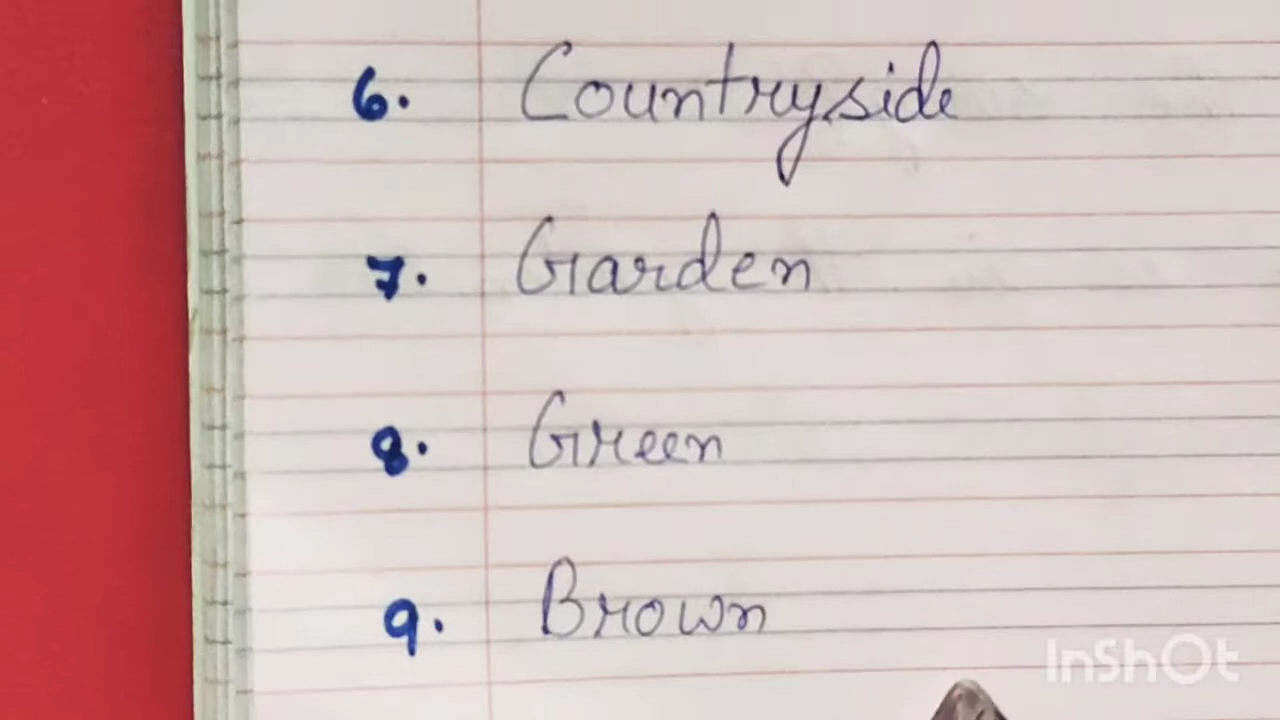 6. Countryside
7. Garden
8. Green
9. Brown
InShOt